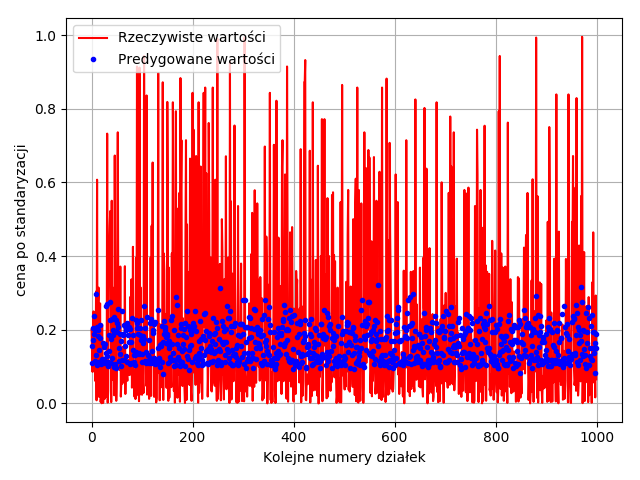 Rzeczywiste wartości
Predygowane wartości
cena po standaryzacji
1.0
0.8
0.6
0.4
0.2
0.0
0 200 400 600 800 1000
Kolejne numery działek